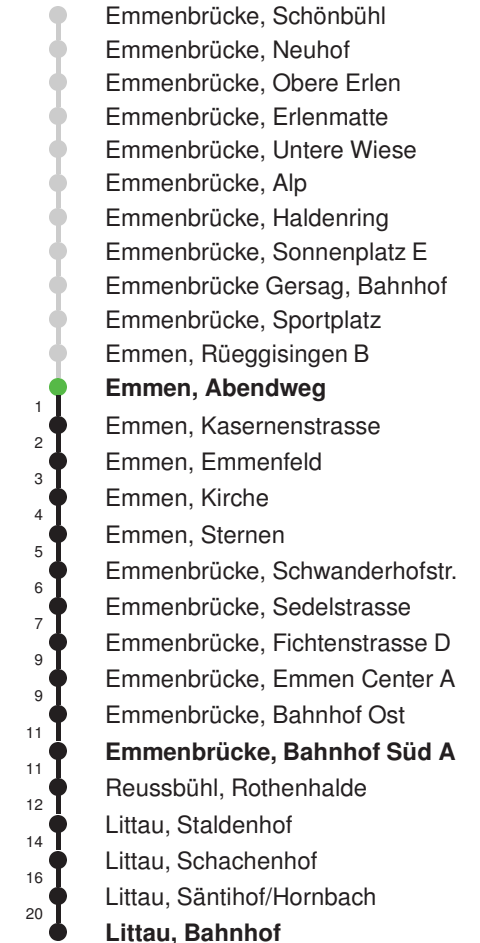 Emmenbrücke, Schönbühl
Emmenbrücke, Neuhof
Emmenbrücke, Obere Erlen
Emmenbrücke, Erlenmatte
Emmenbrücke, Untere Wiese
Emmenbrücke, Alp
Emmenbrücke, Haldenring
Emmenbrücke, Sonnenplatz E
Emmenbrücke Gersag, Bahnhof
Emmenbrücke, Sportplatz
Emmen, Rüeggisingen B
Emmen, Abendweg
1
Emmen, Kasernenstrasse
2
Emmen, Emmenfeld
3
Emmen, Kirche
4
Emmen, Sternen
5
Emmenbrücke, Schwanderhofstr.
6
Emmenbrücke, Sedelstrasse
7
Emmenbrücke, Fichtenstrasse D
9
Emmenbrücke, Emmen Center A
9
Emmenbrücke, Bahnhof Ost
11
Emmenbrücke, Bahnhof Süd A
11
Reussbühl, Rothenhalde
12
Littau, Staldenhof
14
Littau, Schachenhof
16
Littau, Säntihof/Hornbach
20
Littau, Bahnhof